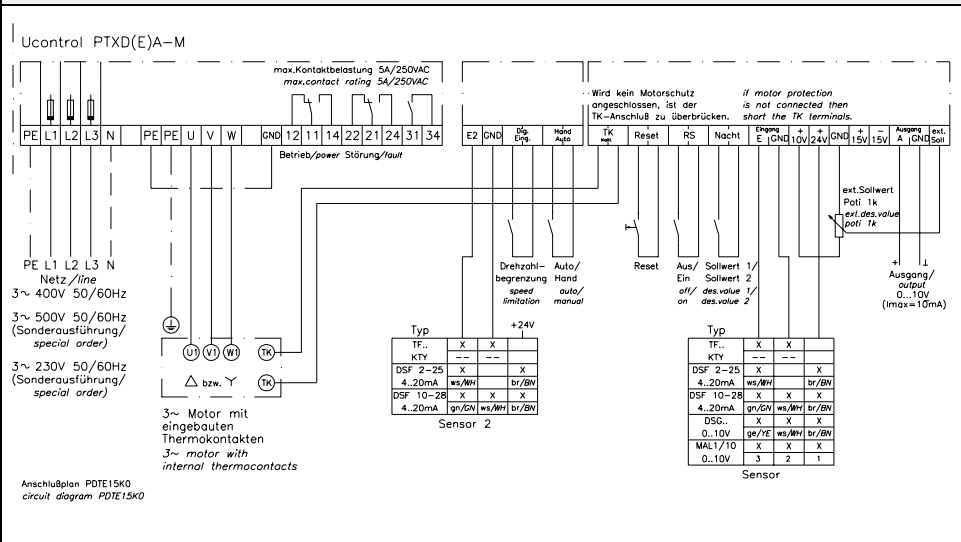 Ucontrol PTXD(E)A-M
max.Kontaktbelastung 5A/250VAC
max.contact rating 5A/250VAC
Wird kein Motorschutz
angeschlossen, ist der
TK-Anschluß zu überbrücken.
if motor protection
is not connected then
short the TK terminals.
PE L1 L2 L3 N PE PE U V W GND 12 11 14 22 21 24 31 34
E2 GND Dig. Eing. Hand Auto
Reset RS Nacht Eingang E GND + 10V + 24V GND + 15V − 15V Ausgang A GND ext. Soll
Betrieb/power Störung/fault
ext.Sollwert
Poti 1k
ext.des.value
poti 1k
PE L1 L2 L3 N
Netz/line
3~ 400V 50/60Hz
3~ 500V 50/60Hz
(Sonderausführung/
special order)
3~ 230V 50/60Hz
(Sonderausführung/
special order)
U1 V1 W1 TK
△ bzw. Y TK
3~ Motor mit
eingebauten
Thermokontakten
3~ motor with
internal thermocontacts
Drehzahl-
begrenzung
speed
limitation
Auto/
Hand
auto/
manual
Reset
Aus/
Ein
off/
on
Sollwert 1/
Sollwert 2
des.value 1/
des.value 2
+ ⊥
Ausgang/
output
0...10V
(Imax=10mA)
Typ +24V
TF.. X X
KTY -- --
DSF 2-25 X X
4..20mA ws/WH br/BN
DSF 10-28 X X X
4..20mA gn/GN ws/WH br/BN
Sensor 2
Typ
TF.. X X
KTY -- --
DSF 2-25 X X
4..20mA ws/WH br/BN
DSF 10-28 X X X
4..20mA gn/GN ws/WH br/BN
DSG.. X X X
0..10V ge/YE ws/WH br/BN
MAL1/10 X X X
0..10V 3 2 1
Sensor
Anschlußplan PDTE15K0
circuit diagram PDTE15K0